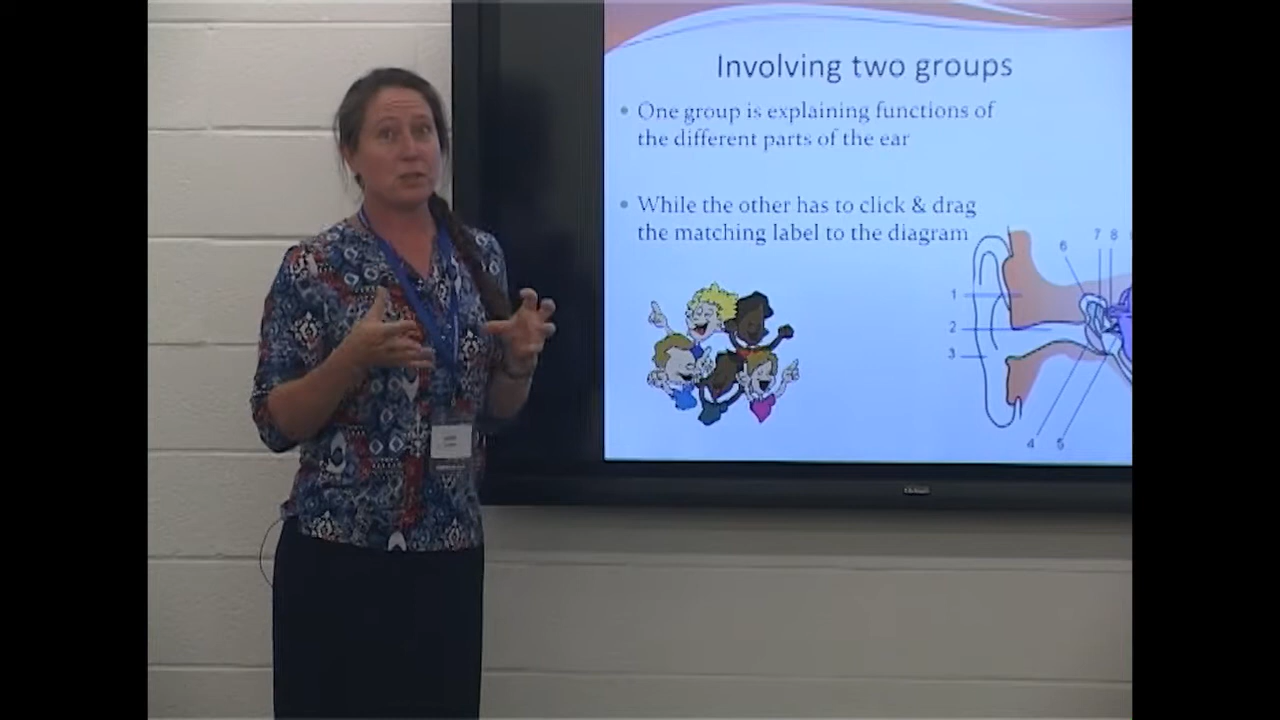 Involving two groups
• One group is explaining functions of
the different parts of the ear
• While the other has to click & drag
the matching label to the diagram
6
7
8
1
2
3
4
5